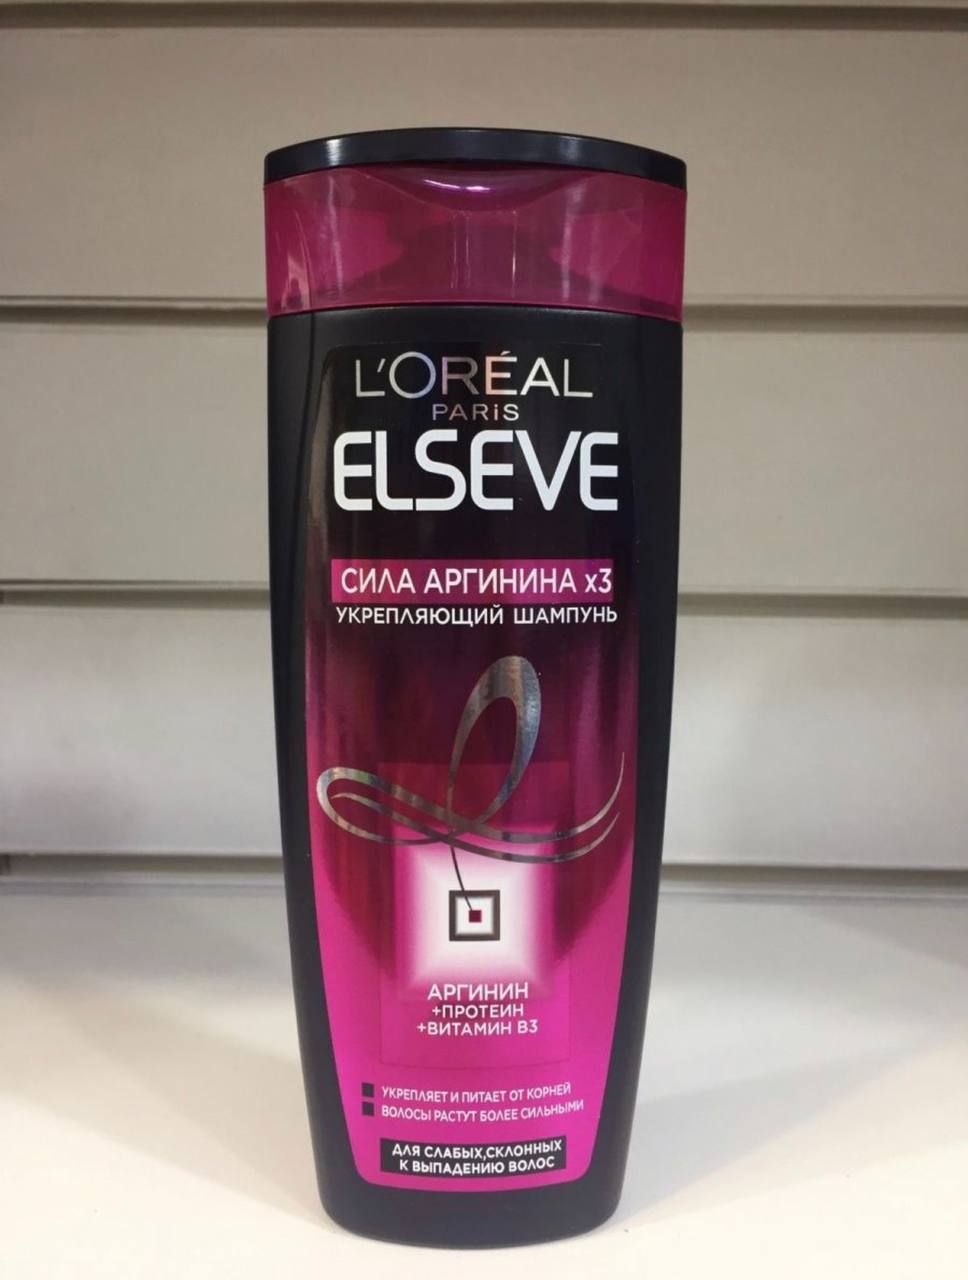 L'ORÉAL
PARiS
ELSEVE
СИЛА АРГИНИНА x3
УКРЕПЛЯЮЩИЙ ШАМПУНЬ
АРГИНИН
+ПРОТЕИН
+ВИТАМИН B3
УКРЕПЛЯЕТ И ПИТАЕТ ОТ КОРНЕЙ
ВОЛОСЫ РАСТУТ БОЛЕЕ СИЛЬНЫМИ
ДЛЯ СЛАБЫХ,СКЛОННЫХ
К ВЫПАДЕНИЮ ВОЛОС